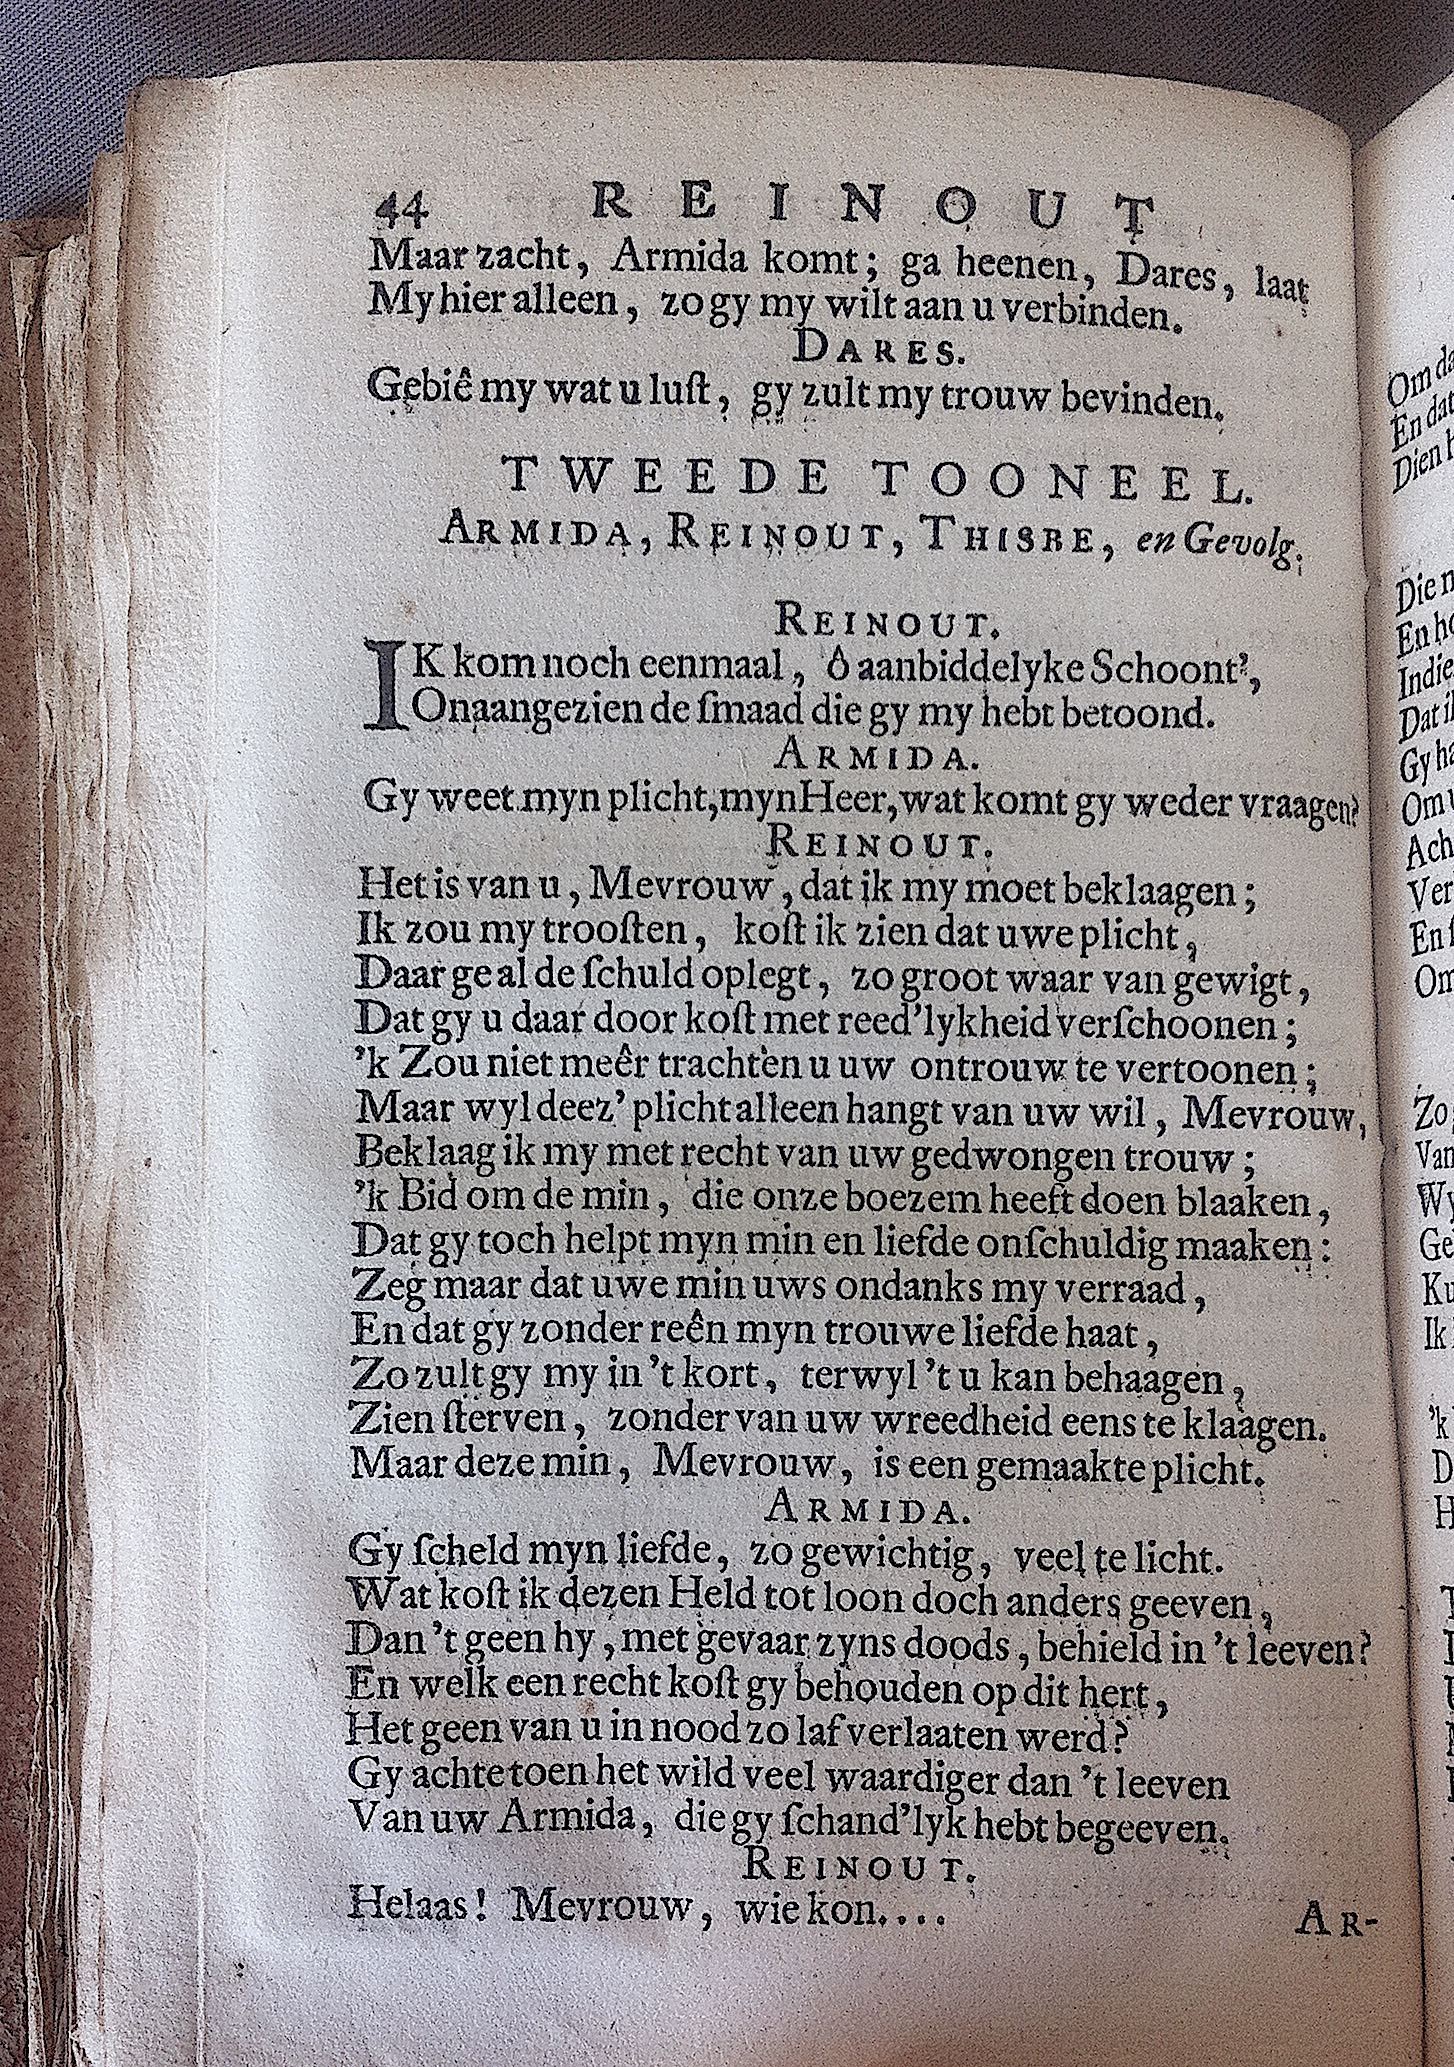 44 REINOUT
Maar zacht, Armida komt; ga heenen, Dares, laat
My hier alleen, zo gy my wilt aan u verbinden.
DARES.
Gebiê my wat u luſt, gy zult my trouw bevinden.
TWEEDE TOONEEL.
ARMIDA, REINOUT, THISBE, en Gevolg.
REINOUT.
IK kom noch eenmaal, ô aanbiddelyke Schoont',
Onaangezien de ſmaad die gy my hebt betoond.
ARMIDA.
Gy weet myn plicht, myn Heer, wat komt gy weder vraagen?
REINOUT.
Het is van u, Mevrouw, dat ik my moet beklaagen;
Ik zou my trooſten, koſt ik zien dat uwe plicht,
Daar ge al de ſchuld oplegt, zo groot waar van gewigt,
Dat gy u daar door koſt met reed'lykheid verſchoonen;
'k Zou niet meêr trachten u uw ontrouw te vertoonen;
Maar wyl deez' plicht alleen hangt van uw wil, Mevrouw,
Beklaag ik my met recht van uw gedwongen trouw;
'k Bid om de min, die onze boezem heeft doen blaaken,
Dat gy toch helpt myn min en liefde onſchuldig maaken:
Zeg maar dat uwe min uws ondanks my verraad,
En dat gy zonder reên myn trouwe liefde haat,
Zo zult gy my in 't kort, terwyl 't u kan behaagen,
Zien ſterven, zonder van uw wreedheid eens te klaagen.
Maar deze min, Mevrouw, is een gemaakte plicht.
ARMIDA.
Gy ſcheld myn liefde, zo gewichtig, veel te licht.
Wat koſt ik dezen Held tot loon doch anders geeven,
Dan 't geen hy, met gevaar zyns doods, behield in 't leeven?
En welk een recht koſt gy behouden op dit hert,
Het geen van u in nood zo laf verlaaten werd?
Gy achte toen het wild veel waardiger dan 't leeven
Van uw Armida, die gy ſchand'lyk hebt begeeven.
REINOUT.
Helaas! Mevrouw, wie kon....
AR-